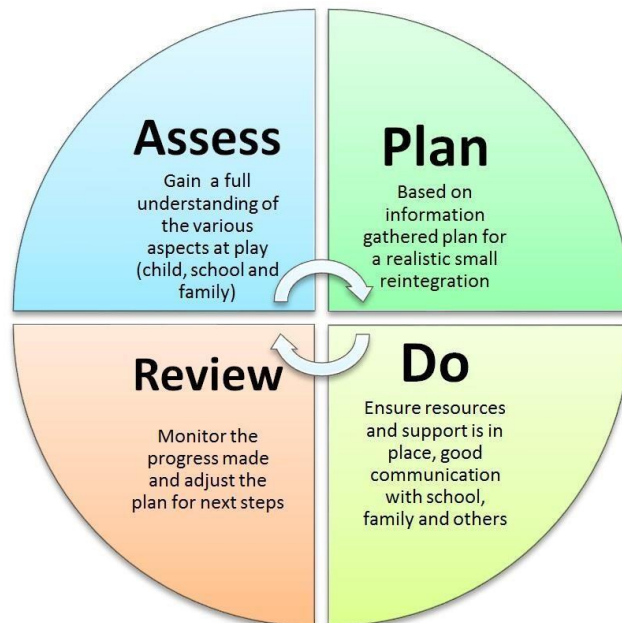 Assess
Gain a full
understanding of
the various
aspects at play
(child, school and
family)
Plan
Based on
information
gathered plan for
a realistic small
reintegration
Do
Ensure resources
and support is in
place, good
communication
with school,
family and others
Review
Monitor the
progress made
and adjust the
plan for next steps